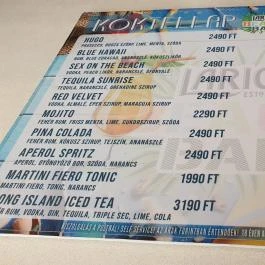 KOKTÉLLAP
HUGO 2490 FT
PROSECCO, BODZA SZIRUP, LIME, MENTA, SZÓDA
BLUE HAWAII 2490 FT
RUM, BLUE CURACAO, ANANÁSZLÉ, KÓKUSZLIKŐR
SEX ON THE BEACH 2490 FT
VODKA, PEACH LIKŐR, NARANCSLÉ, ÁFONYALÉ
TEQUILA SUNRISE 2490 FT
TEQUILA, NARANCSLÉ, GRENADINE SZIRUP
RED VELVET 2490 FT
VODKA, ALMALÉ, EPER SZIRUP, MARACUJA SZIRUP
MOJITO 2290 FT
FEHÉR RUM, FRISS MENTA, LIME, CUKORSZIRUP, SZÓDA
PINA COLADA 2490 FT
FEHÉR RUM, KÓKUSZ SZIRUP, TEJSZÍN, ANANÁSZLÉ
APEROL SPRITZ 2490 FT
APEROL, GYÖNGYÖZŐ BOR, SZÓDA, NARANCS
MARTINI FIERO TONIC 1990 FT
MARTINI FIERO, TONIC, NARANCS
ONG ISLAND ICED TEA 3190 FT
RUM, VODKA, GIN, TEQUILA, TRIPLE SEC, LIME, COLA